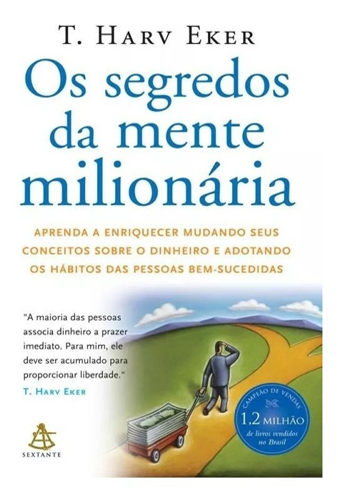 T. HARV EKER
Os segredos
da mente
milionária
APRENDA A ENRIQUECER MUDANDO SEUS
CONCEITOS SOBRE O DINHEIRO E ADOTANDO
OS HÁBITOS DAS PESSOAS BEM-SUCEDIDAS
"A maioria das pessoas
associa dinheiro a prazer
imediato. Para mim, ele
deve ser acumulado para
proporcionar liberdade."
T. HARV EKER
CAMPEÃO DE VENDAS
1,2 MILHÃO
de livros vendidos
no Brasil
SEXTANTE